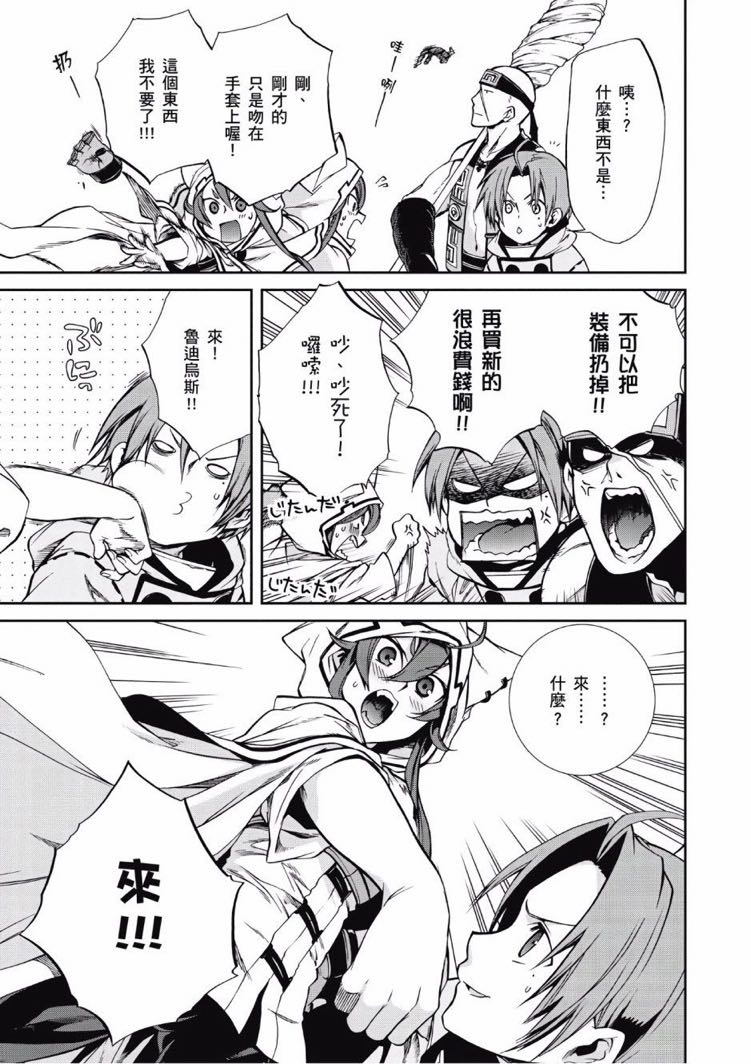 咦…?
什麼東西不是…
哇—啊
剛、
剛才的
只是吻在
手套上喔!
這個東西
我不要了!!!
扔—
不可以把
裝備扔掉!!
再買新的
很浪費錢啊!!
吵、吵死了!
囉嗦!!!
じたんだ
じたんだ
來!
魯迪烏斯!!
ぶにっ
……?
來……
什麼?
來!!!